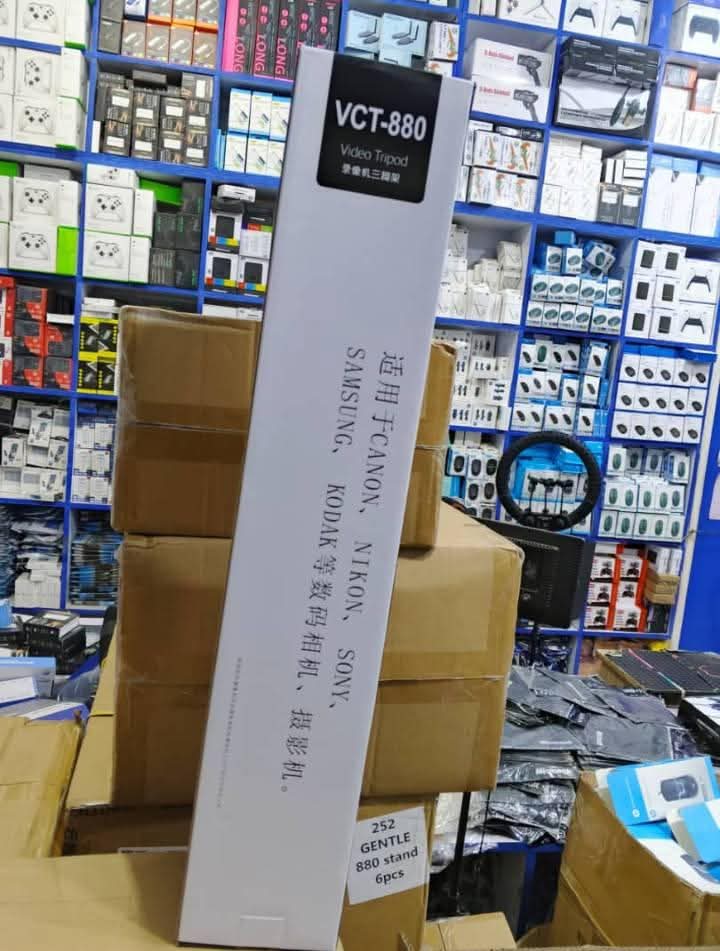 VCT-880
Video Tripod
录像机三脚架
适用于CANON、NIKON、SONY、
SAMSUNG、KODAK等数码相机、摄影机。
252
GENTLE
880 stand
6pcs
LONG
LONG
LONG
LONG